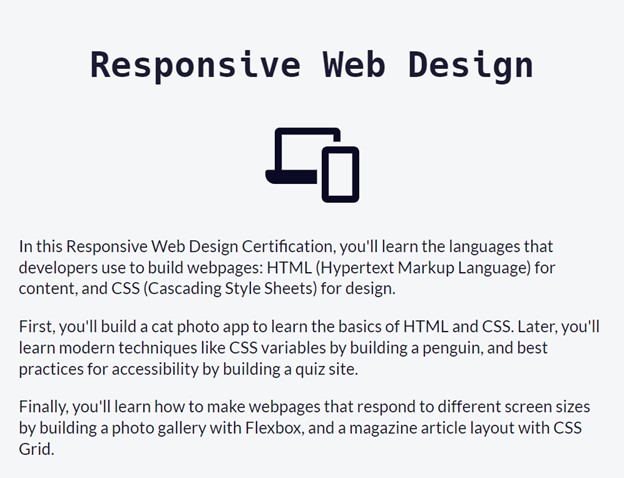 Responsive Web Design
In this Responsive Web Design Certification, you'll learn the languages that
developers use to build webpages: HTML (Hypertext Markup Language) for
content, and CSS (Cascading Style Sheets) for design.
First, you'll build a cat photo app to learn the basics of HTML and CSS. Later, you'll
learn modern techniques like CSS variables by building a penguin, and best
practices for accessibility by building a quiz site.
Finally, you'll learn how to make webpages that respond to different screen sizes
by building a photo gallery with Flexbox, and a magazine article layout with CSS
Grid.